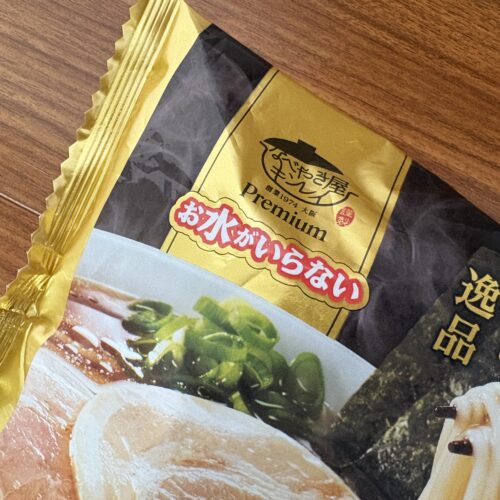 なべやき屋
キンレイ
創業1974 大阪
Premium
お水がいらない
逸品